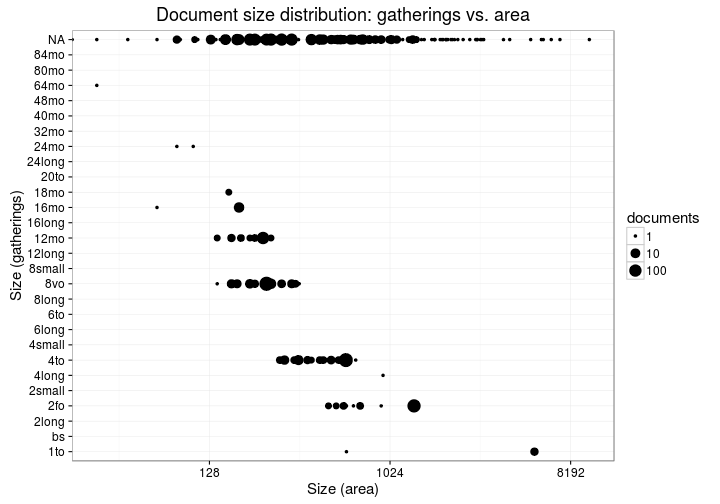 Document size distribution: gatherings vs. area
NA
84mo
80mo
64mo
48mo
40mo
32mo
24mo
24long
20to
18mo
16mo
16long
12mo
12long
8small
8vo
8long
6to
6long
4small
4to
4long
2small
2fo
2long
bs
1to
Size (gatherings)
128
1024
8192
Size (area)
documents
1
10
100